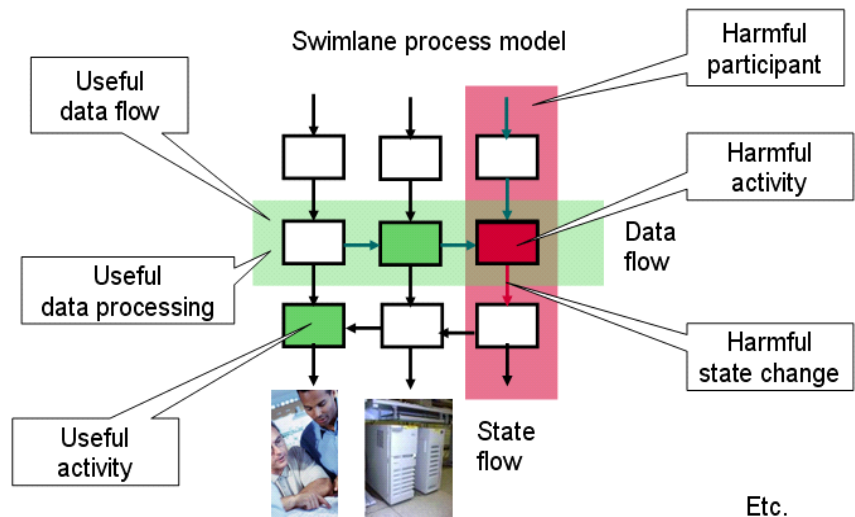 Swimlane process model
Useful
data flow
Harmful
participant
Harmful
activity
Data
flow
Useful
data processing
Harmful
state change
Useful
activity
State
flow
Etc.